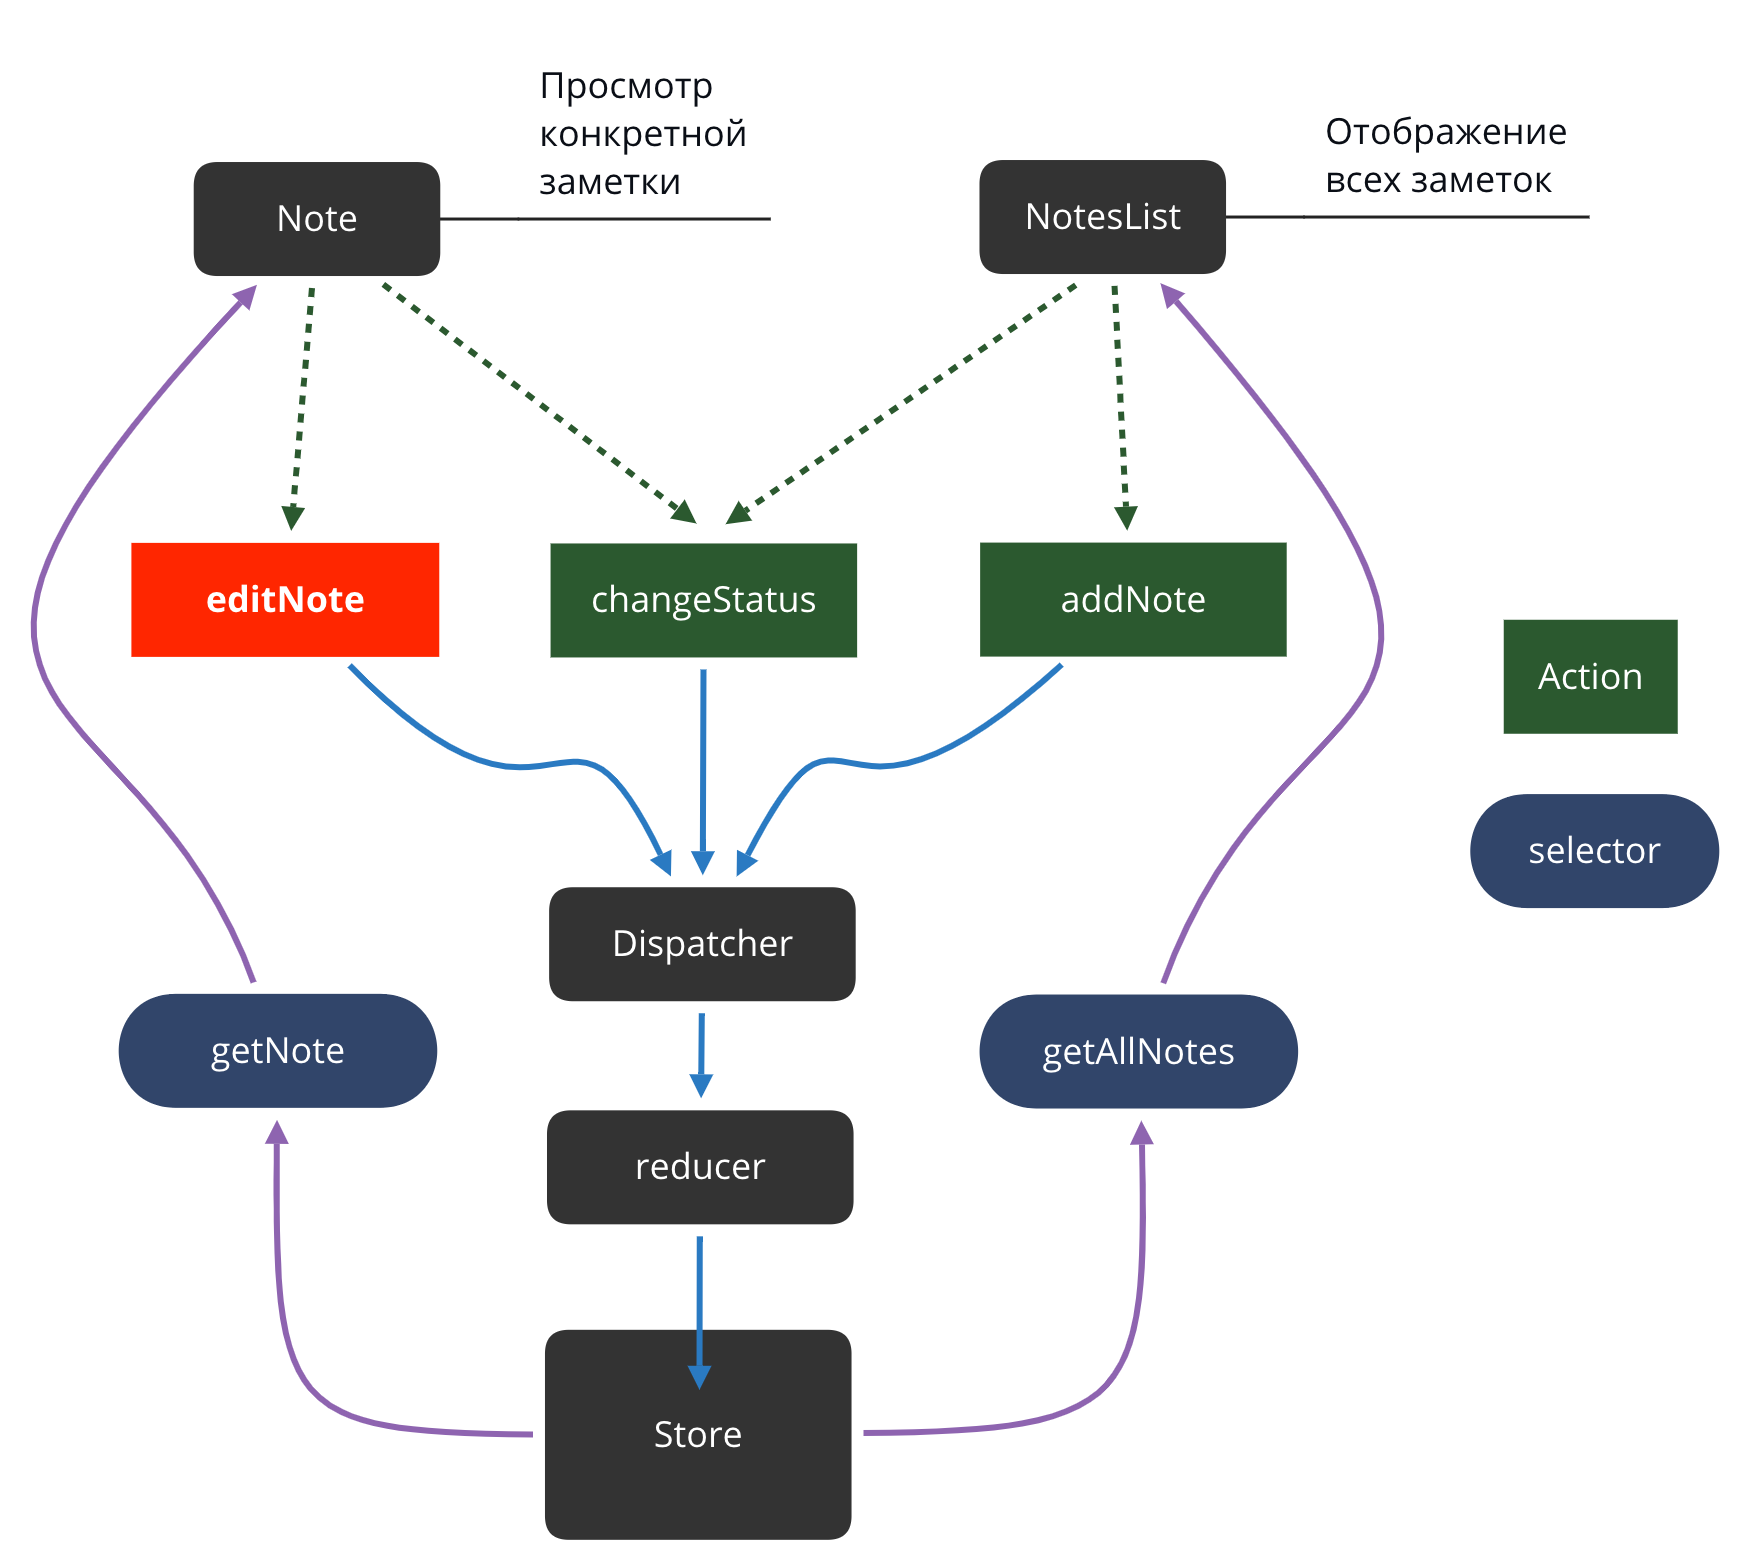 Просмотр
конкретной
заметки
Отображение
всех заметок
Note
NotesList
editNote
changeStatus
addNote
Action
selector
Dispatcher
getNote
getAllNotes
reducer
Store